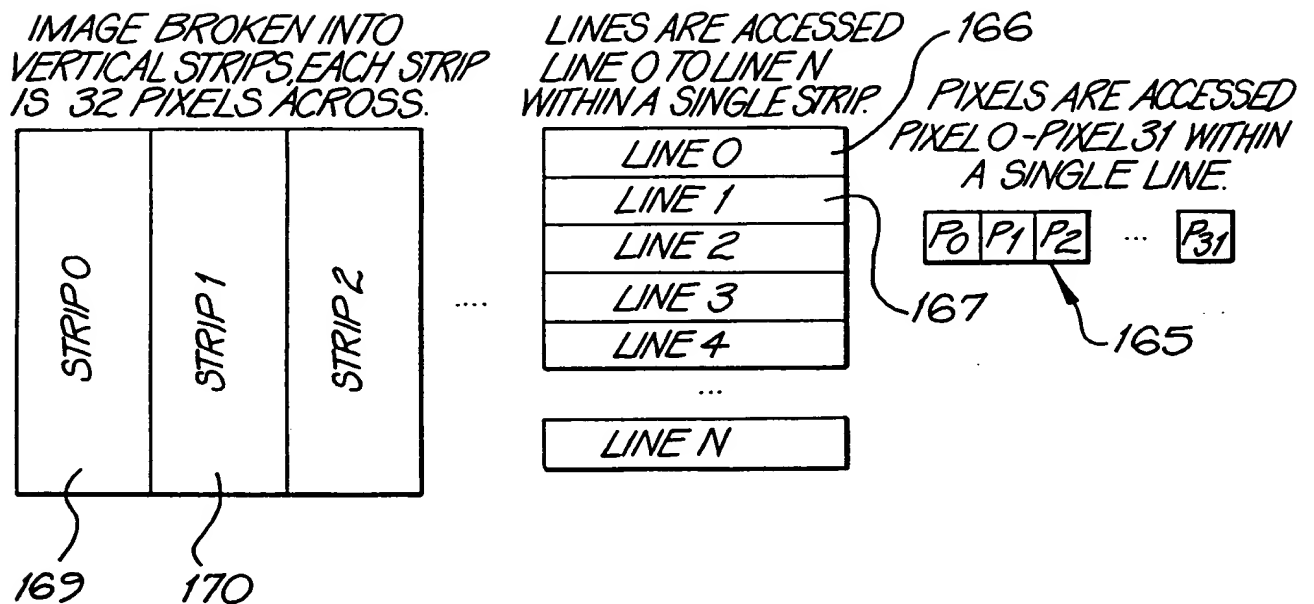 IMAGE BROKEN INTO
VERTICAL STRIPS, EACH STRIP
IS 32 PIXELS ACROSS.
STRIP 0
STRIP 1
STRIP 2
....
169
170
LINES ARE ACCESSED
LINE 0 TO LINE N
WITHIN A SINGLE STRIP.
166
LINE 0
LINE 1
LINE 2
LINE 3
LINE 4
...
LINE N
167
PIXELS ARE ACCESSED
PIXEL 0-PIXEL 31 WITHIN
A SINGLE LINE.
P0 P1 P2 ... P31
165